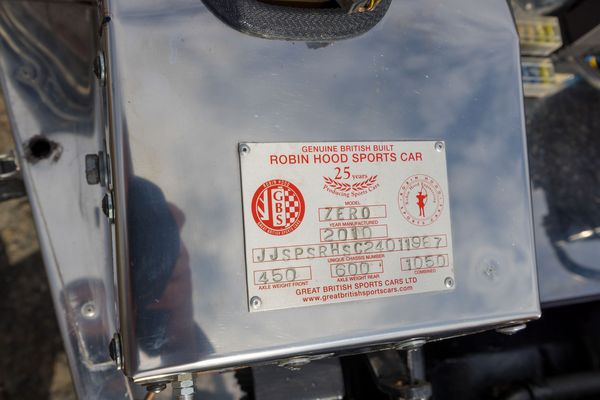 GENUINE BRITISH BUILT
ROBIN HOOD SPORTS CAR
25 years
Producing Sports Cars
GBS
MODEL
ZERO
YEAR MANUFACTURED
2010
JJSPSRHSC24011967
UNIQUE CHASSIS NUMBER
450 600 1050
AXLE WEIGHT FRONT AXLE WEIGHT REAR COMBINED
GREAT BRITISH SPORTS CARS LTD
www.greatbritishsportscars.com